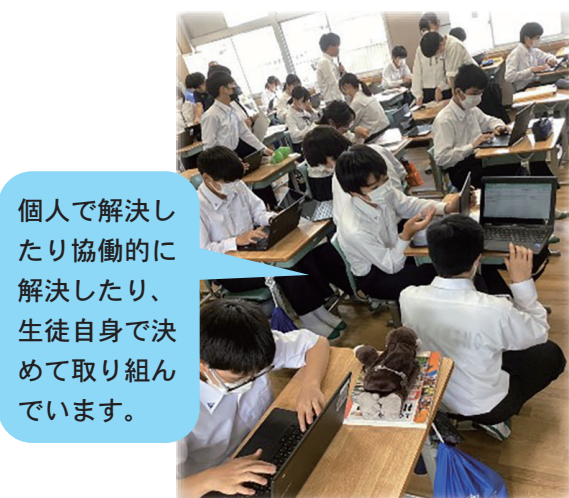 個人で解決し
たり協働的に
解決したり、
生徒自身で決
めて取り組ん
でいます。